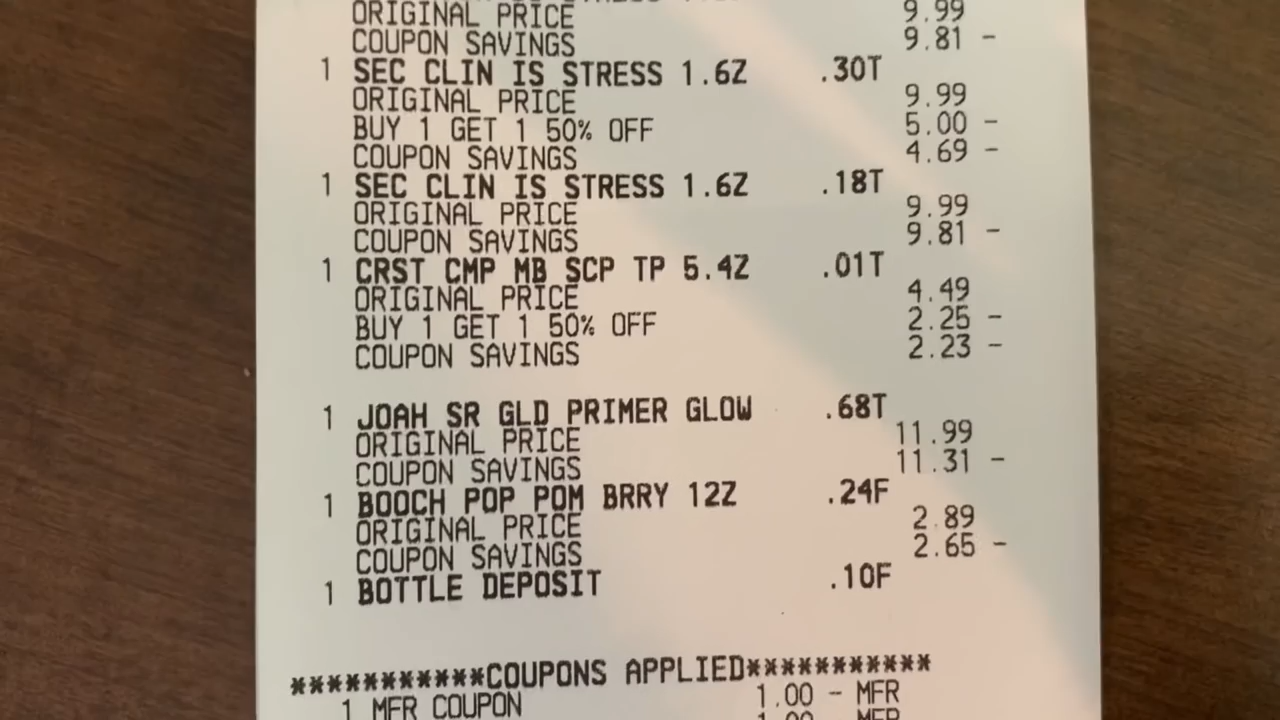 ORIGINAL PRICE 9.99
COUPON SAVINGS 9.81 -
1 SEC CLIN IS STRESS 1.6Z .30T
ORIGINAL PRICE 9.99
BUY 1 GET 1 50% OFF 5.00 -
COUPON SAVINGS 4.69 -
1 SEC CLIN IS STRESS 1.6Z .18T
ORIGINAL PRICE 9.99
COUPON SAVINGS 9.81 -
1 CRST CMP MB SCP TP 5.4Z .01T
ORIGINAL PRICE 4.49
BUY 1 GET 1 50% OFF 2.25 -
COUPON SAVINGS 2.23 -
1 JOAH SR GLD PRIMER GLOW .68T
ORIGINAL PRICE 11.99
COUPON SAVINGS 11.31 -
1 BOOCH POP POM BRRY 12Z .24F
ORIGINAL PRICE 2.89
COUPON SAVINGS 2.65 -
1 BOTTLE DEPOSIT .10F
***********COUPONS APPLIED***********
1 MFR COUPON 1.00 - MFR